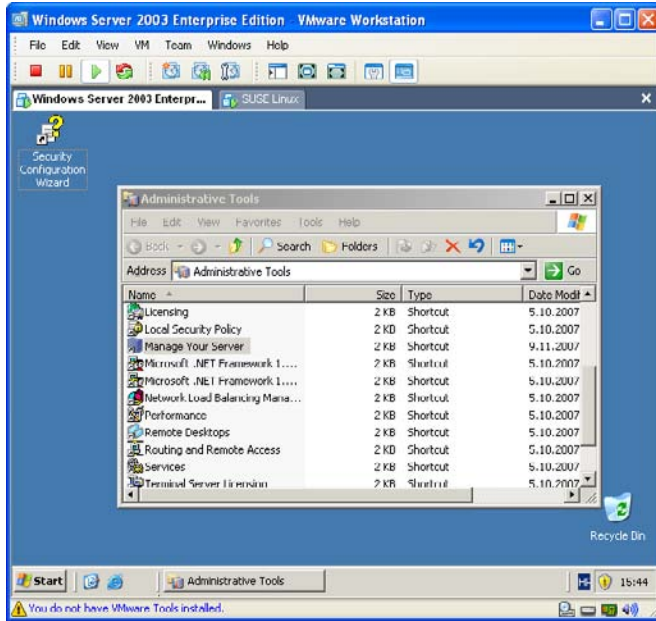 Windows Server 2003 Enterprise Edition - VMware Workstation
File Edit View VM Team Windows Help
Windows Server 2003 Enterpr... SUSE Linux
Security
Configuration
Wizard
Administrative Tools
File Edit View Favorites Tools Help
Back Search Folders
Address Administrative Tools Go
Name Size Type Date Modif
Licensing 2 KB Shortcut 5.10.2007
Local Security Policy 2 KB Shortcut 5.10.2007
Manage Your Server 2 KB Shortcut 9.11.2007
Microsoft .NET Framework 1.... 2 KB Shortcut 5.10.2007
Microsoft .NET Framework 1.... 2 KB Shortcut 5.10.2007
Network Load Balancing Mana... 2 KB Shortcut 5.10.2007
Performance 2 KB Shortcut 5.10.2007
Remote Desktops 2 KB Shortcut 5.10.2007
Routing and Remote Access 2 KB Shortcut 5.10.2007
Services 2 KB Shortcut 5.10.2007
Terminal Server Licensing 2 KB Shortcut 5.10.2007
Recycle Bin
Start Administrative Tools 15:44
You do not have VMware Tools installed.